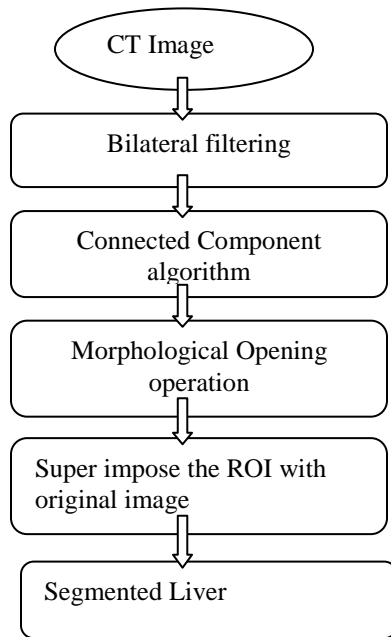 CT Image
Bilateral filtering
Connected Component
algorithm
Morphological Opening
operation
Super impose the ROI with
original image
Segmented Liver